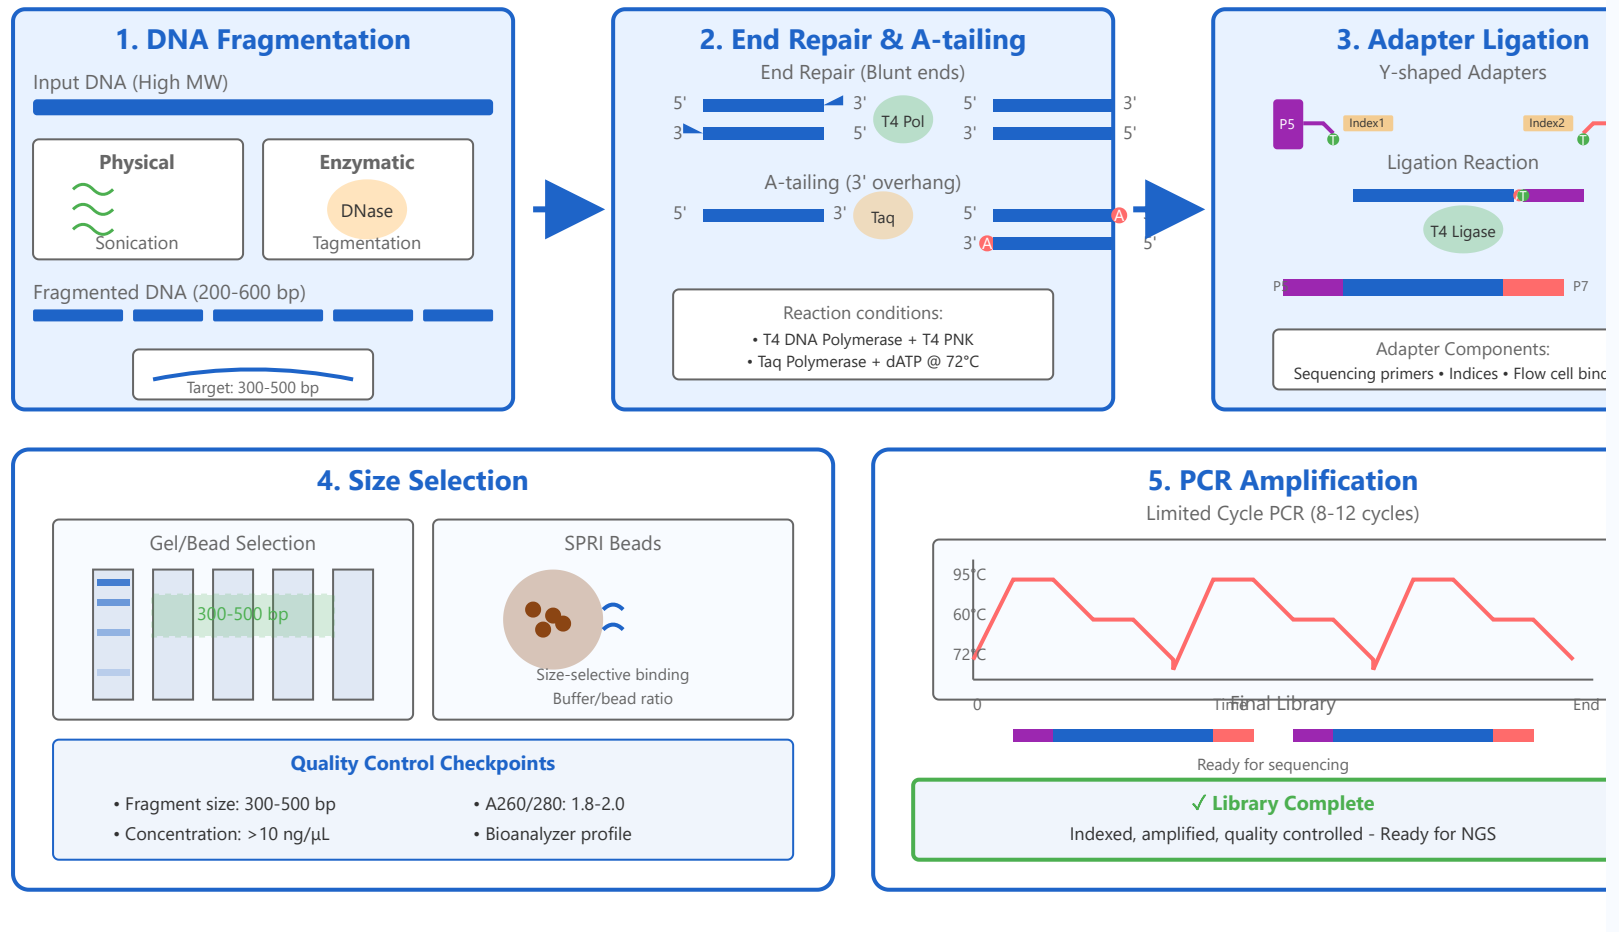 1. DNA Fragmentation
Input DNA (High MW)
Physical
Sonication
Enzymatic
DNase
Tagmentation
Fragmented DNA (200-600 bp)
Target: 300-500 bp
2. End Repair & A-tailing
End Repair (Blunt ends)
5' 3' T4 Pol 5' 3'
3' 5' 3' 5'
A-tailing (3' overhang)
5' 3' Taq 5' A
3' A 5'
Reaction conditions:
• T4 DNA Polymerase + T4 PNK
• Taq Polymerase + dATP @ 72°C
3. Adapter Ligation
Y-shaped Adapters
P5 T Index1 Index2 T
Ligation Reaction
T
T4 Ligase
P7
Adapter Components:
Sequencing primers • Indices • Flow cell
4. Size Selection
Gel/Bead Selection
300-500 bp
SPRI Beads
Size-selective binding
Buffer/bead ratio
Quality Control Checkpoints
• Fragment size: 300-500 bp
• A260/280: 1.8-2.0
• Concentration: >10 ng/µL
• Bioanalyzer profile
5. PCR Amplification
Limited Cycle PCR (8-12 cycles)
95°C
60°C
72°C
0 Time End
Final Library
Ready for sequencing
✓ Library Complete
Indexed, amplified, quality controlled - Ready for NGS